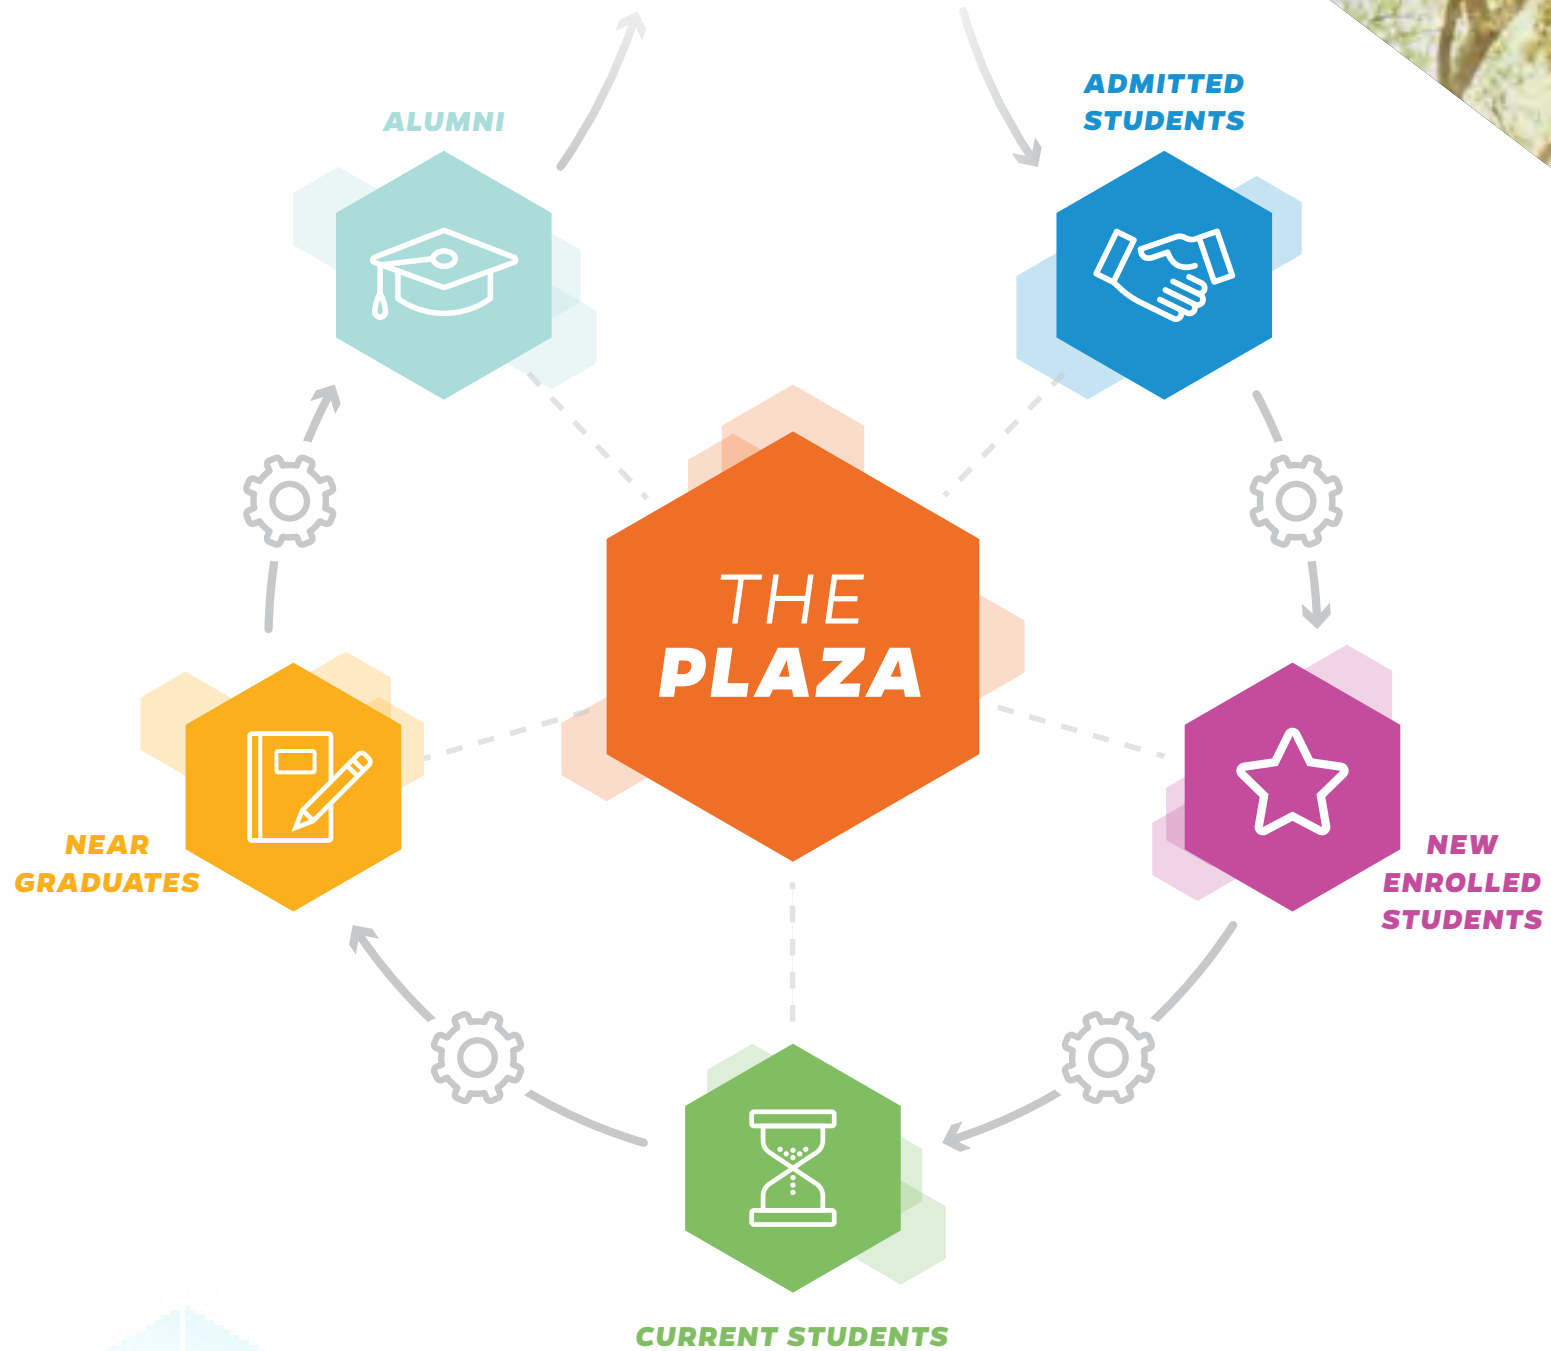 ADMITTED
STUDENTS
ALUMNI
THE
PLAZA
NEAR
GRADUATES
NEW
ENROLLED
STUDENTS
CURRENT STUDENTS